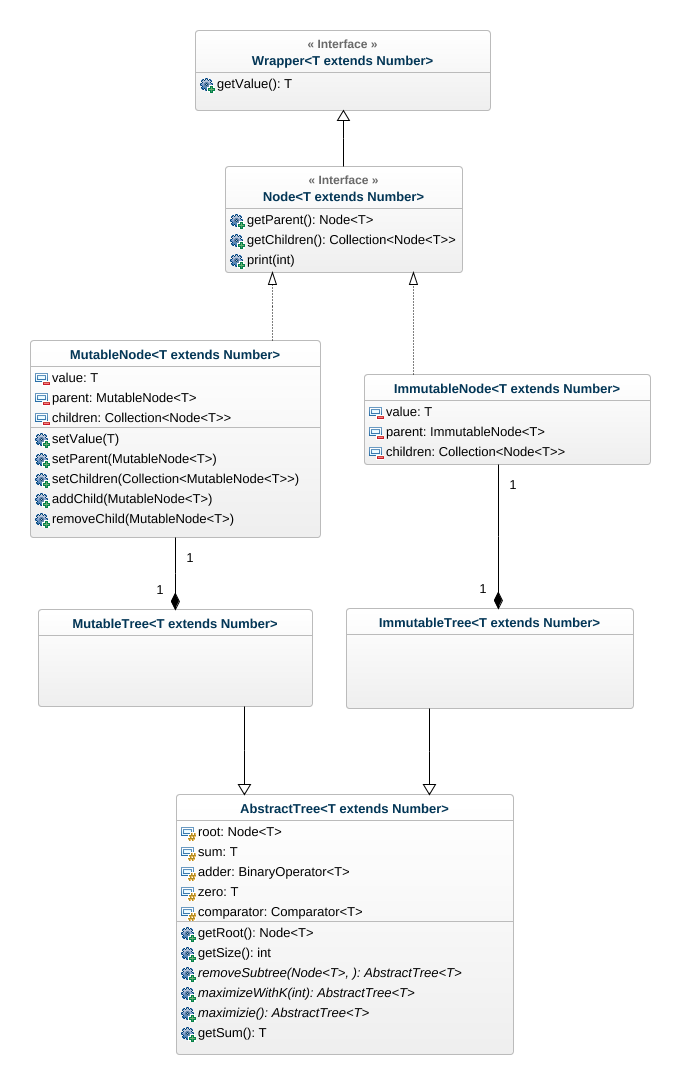 « Interface »
Wrapper<T extends Number>
getValue(): T
« Interface »
Node<T extends Number>
getParent(): Node<T>
getChildren(): Collection<Node<T>>
print(int)
MutableNode<T extends Number>
value: T
parent: MutableNode<T>
children: Collection<Node<T>>
setValue(T)
setParent(MutableNode<T>)
setChildren(Collection<MutableNode<T>>)
addChild(MutableNode<T>)
removeChild(MutableNode<T>)
ImmutableNode<T extends Number>
value: T
parent: ImmutableNode<T>
children: Collection<Node<T>>
1
1
1
1
MutableTree<T extends Number>
ImmutableTree<T extends Number>
AbstractTree<T extends Number>
root: Node<T>
sum: T
adder: BinaryOperator<T>
zero: T
comparator: Comparator<T>
getRoot(): Node<T>
getSize(): int
removeSubtree(Node<T>, ): AbstractTree<T>
maximizeWithK(int): AbstractTree<T>
maximizie(): AbstractTree<T>
getSum(): T